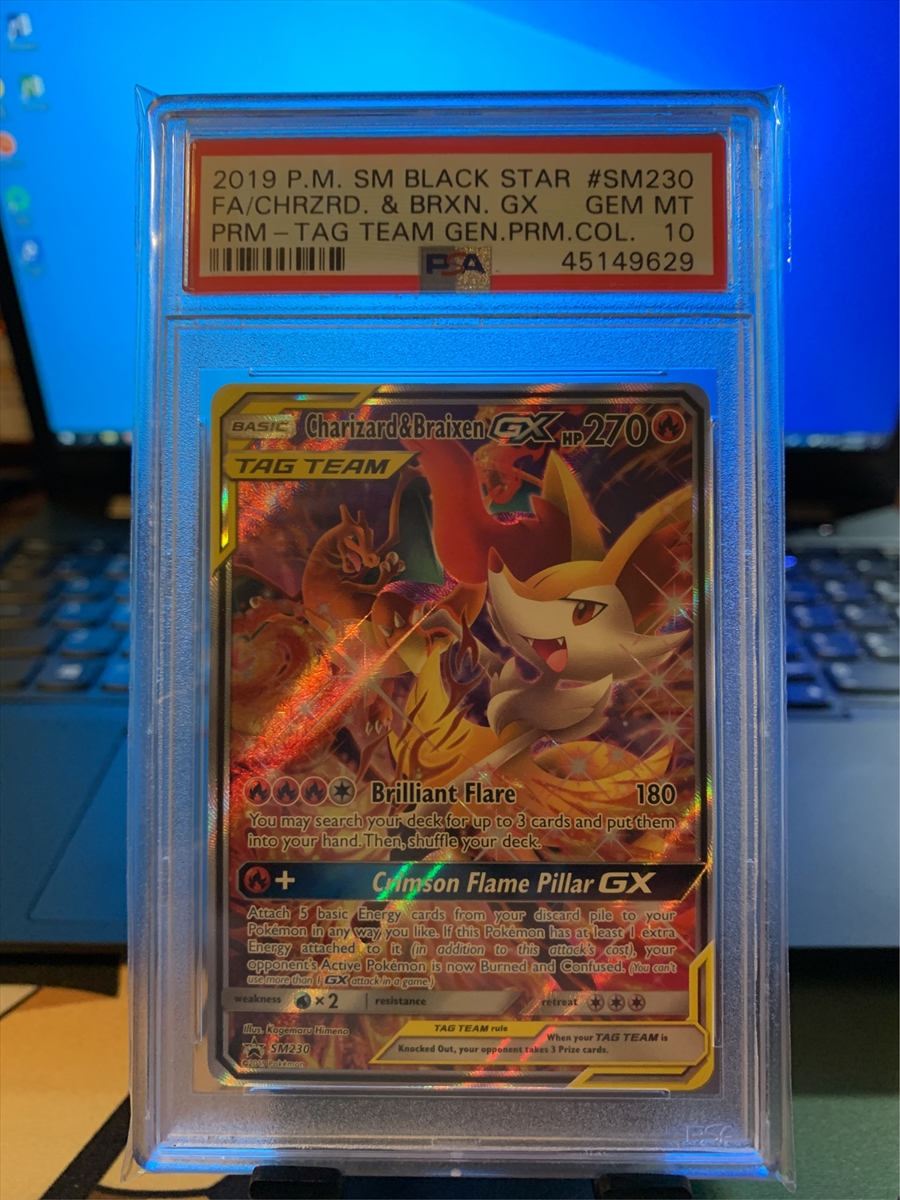 2019 P.M. SM BLACK STAR #SM230
FA/CHRZRD. & BRXN. GX GEM MT
PRM - TAG TEAM GEN.PRM.COL. 10
PSA 45149629
BASIC Charizard&Braixen GX HP 270
TAG TEAM
Brilliant Flare 180
You may search your deck for up to 3 cards and put them
into your hand. Then, shuffle your deck.
+ Crimson Flame Pillar GX
Attach 5 basic Energy cards from your discard pile to your
Pokémon in any way you like. If this Pokémon has at least 1 extra
Energy attached to it (in addition to this attack's cost), your
opponent's Active Pokémon is now Burned and Confused. (You can't
use more than 1 GX attack in a game.)
weakness ×2 resistance retreat
Illus. Kagemaru Himeno
TAG TEAM rule
When your TAG TEAM is
Knocked Out, your opponent takes 3 Prize cards.
SM230
©2019 Pokémon